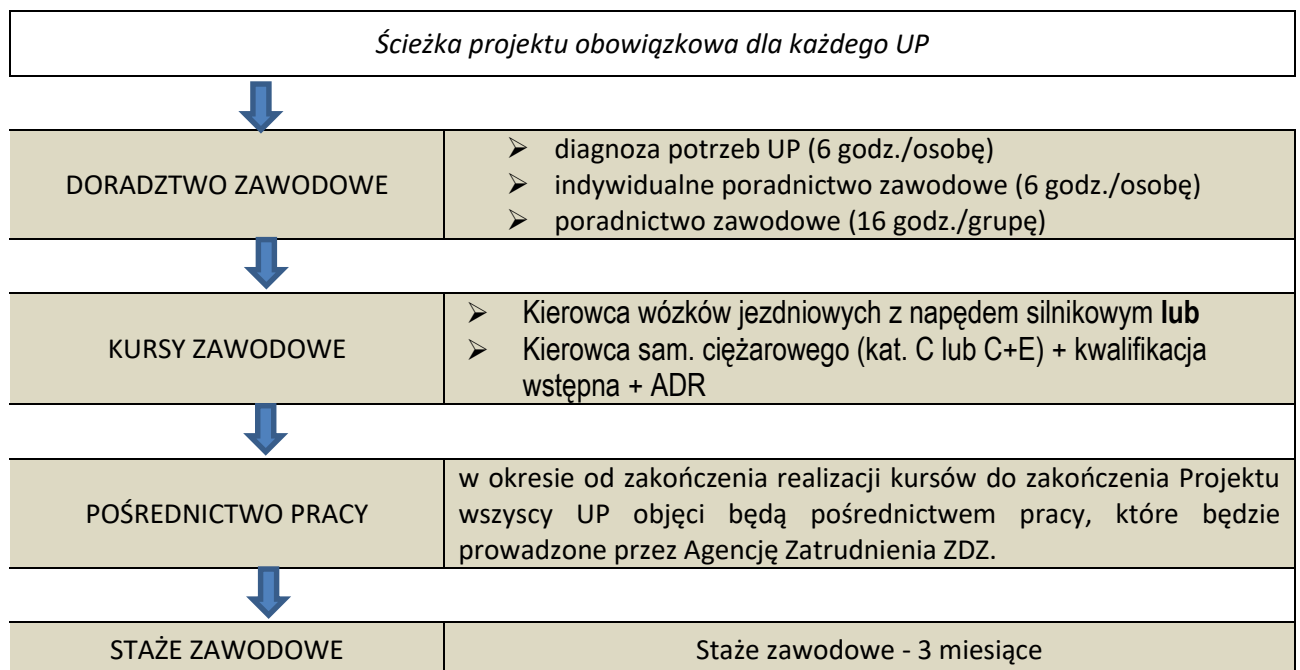 Ścieżka projektu obowiązkowa dla każdego UP
DORADZTWO ZAWODOWE
➢ diagnoza potrzeb UP (6 godz./osobę)
➢ indywidualne poradnictwo zawodowe (6 godz./osobę)
➢ poradnictwo zawodowe (16 godz./grupę)
KURSY ZAWODOWE
➢ Kierowca wózków jezdniowych z napędem silnikowym lub
➢ Kierowca sam. ciężarowego (kat. C lub C+E) + kwalifikacja
wstępna + ADR
POŚREDNICTWO PRACY
w okresie od zakończenia realizacji kursów do zakończenia Projektu
wszyscy UP objęci będą pośrednictwem pracy, które będzie
prowadzone przez Agencję Zatrudnienia ZDZ.
STAŻE ZAWODOWE
Staże zawodowe - 3 miesiące